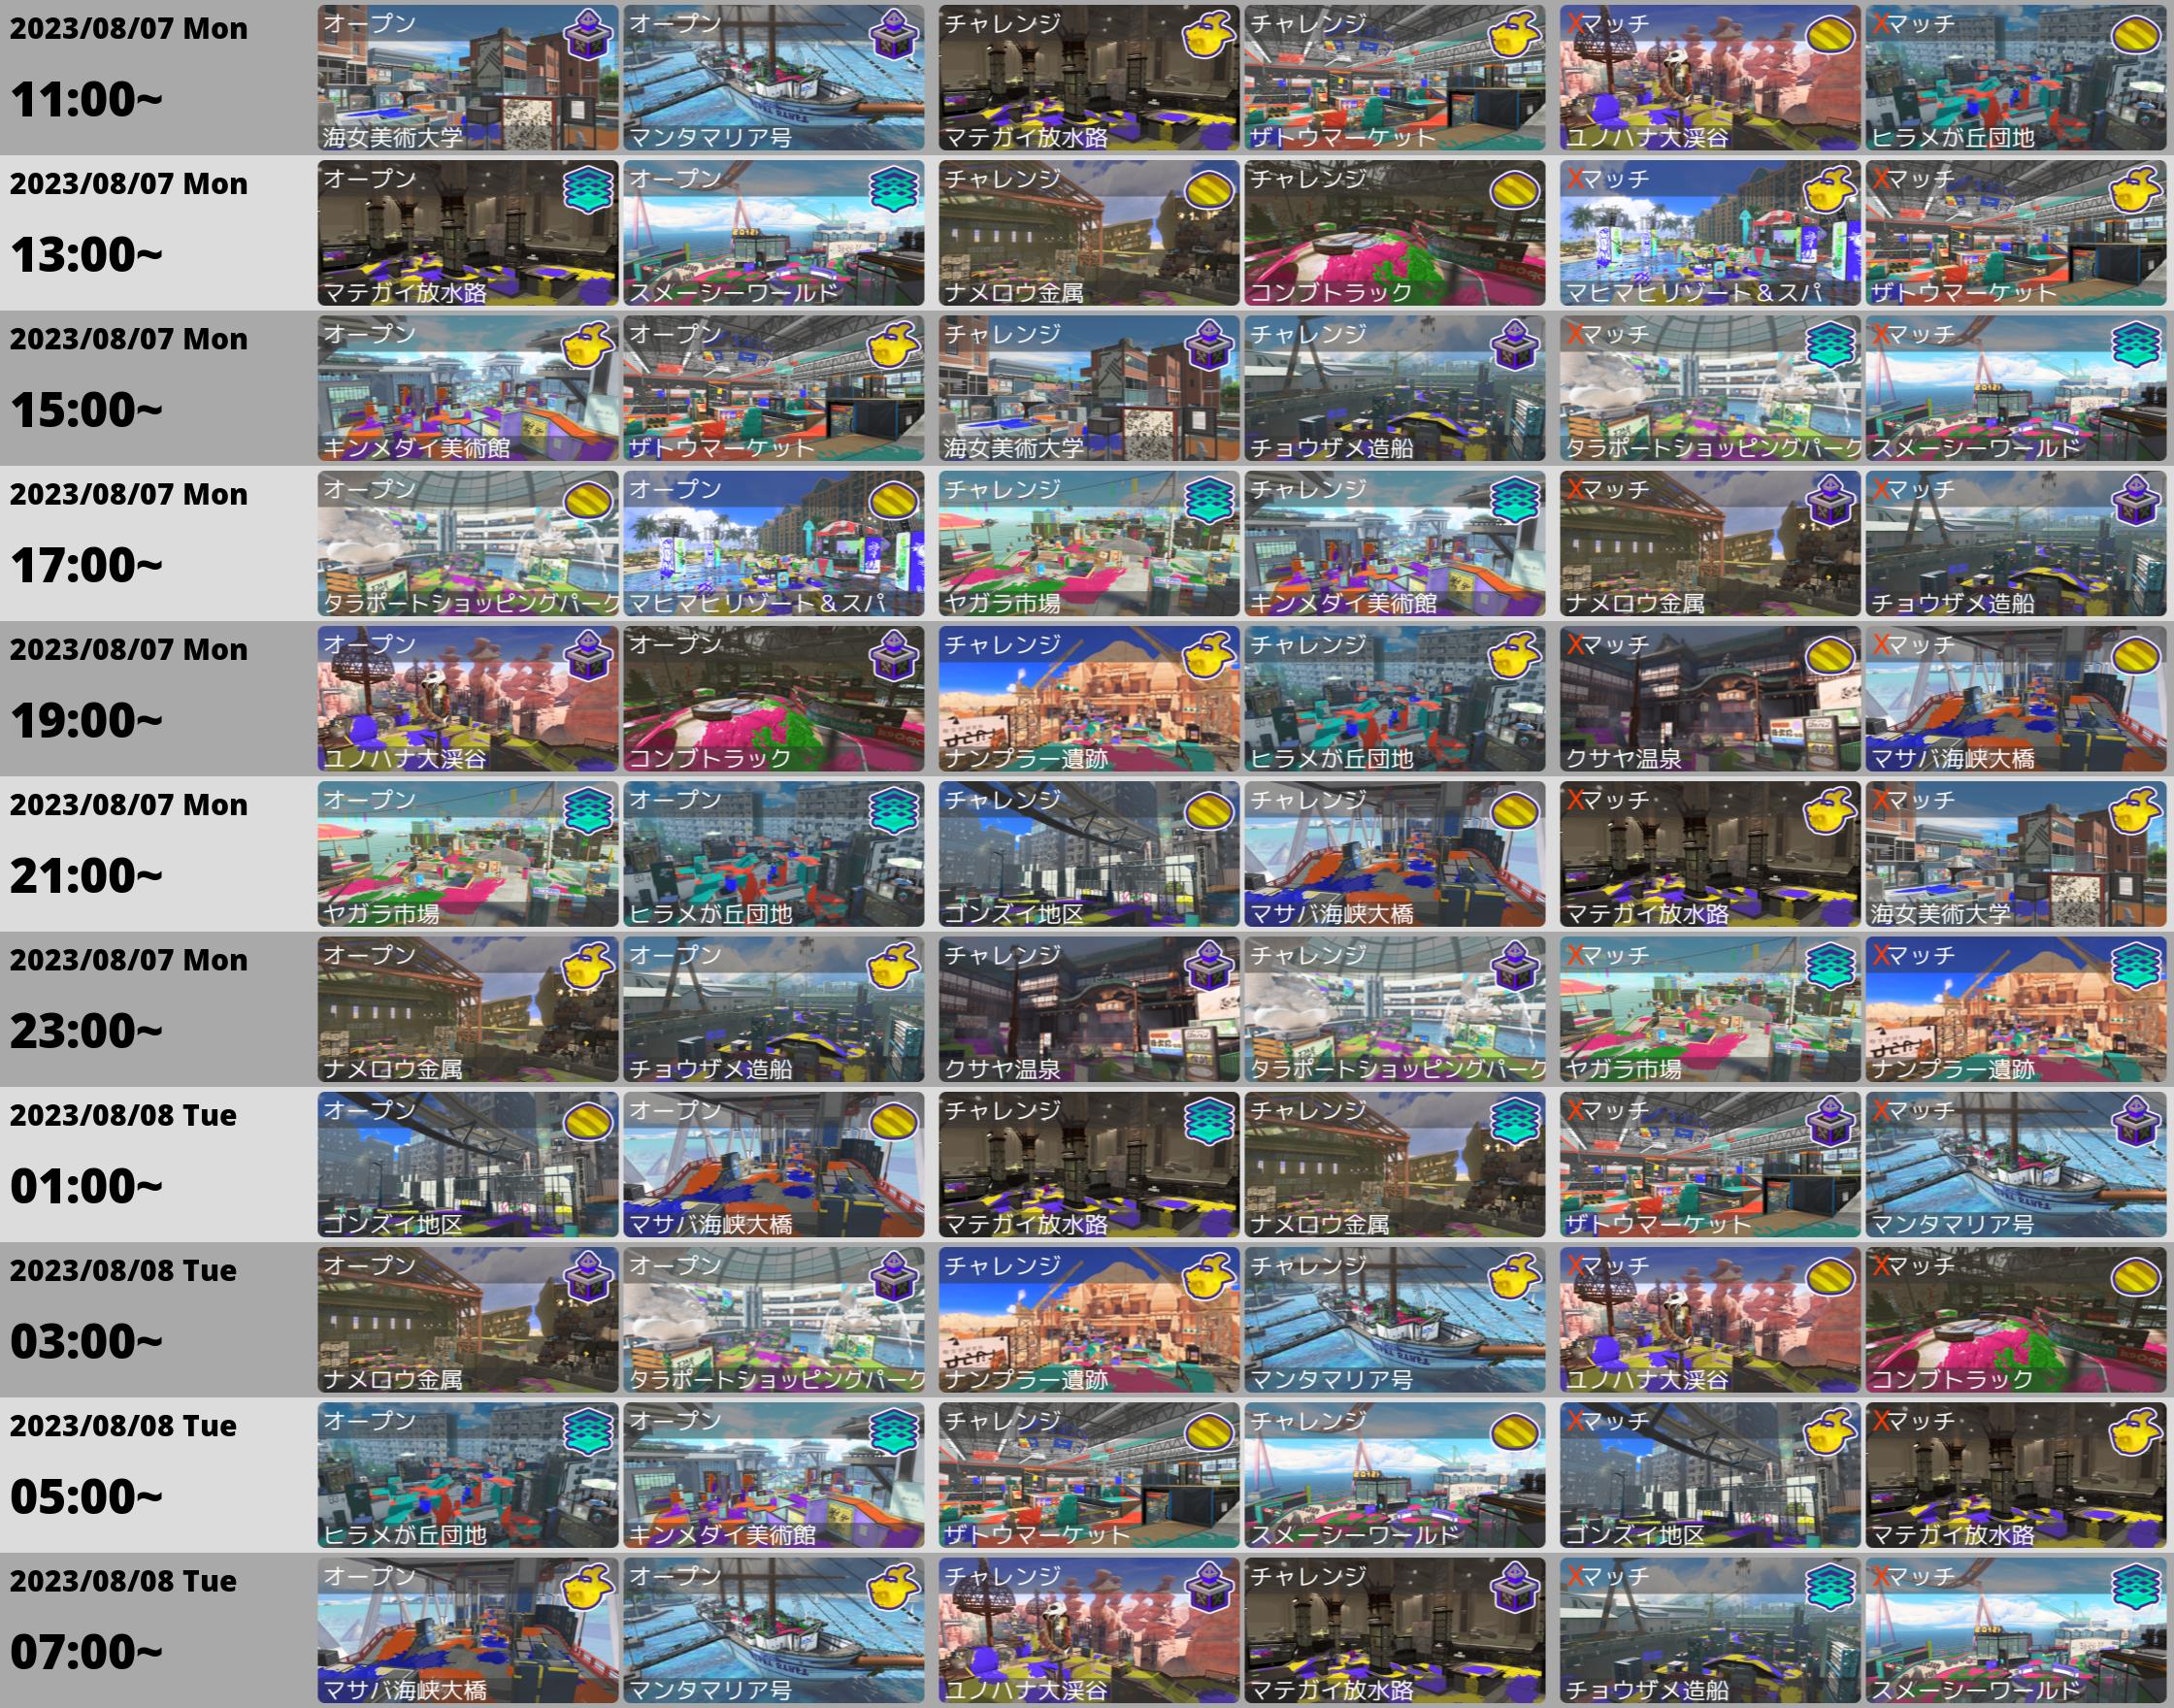 2023/08/07 Mon
11:00~
オープン オープン チャレンジ チャレンジ Xマッチ Xマッチ
海女美術大学 マンタマリア号 マテガイ放水路 ザトウマーケット ユノハナ大渓谷 ヒラメが丘団地
2023/08/07 Mon
13:00~
オープン オープン チャレンジ チャレンジ Xマッチ Xマッチ
マテガイ放水路 スメーシーワールド ナメロウ金属 コンブトラック マヒマヒリゾート＆スパ ザトウマーケット
2023/08/07 Mon
15:00~
オープン オープン チャレンジ チャレンジ Xマッチ Xマッチ
キンメダイ美術館 ザトウマーケット 海女美術大学 チョウザメ造船 タラポートショッピングパーク スメーシーワールド
2023/08/07 Mon
17:00~
オープン オープン チャレンジ チャレンジ Xマッチ Xマッチ
タラポートショッピングパーク マヒマヒリゾート＆スパ ヤガラ市場 キンメダイ美術館 ナメロウ金属 チョウザメ造船
2023/08/07 Mon
19:00~
オープン オープン チャレンジ チャレンジ Xマッチ Xマッチ
ユノハナ大渓谷 コンブトラック ナンプラー遺跡 ヒラメが丘団地 クサヤ温泉 マサバ海峡大橋
2023/08/07 Mon
21:00~
オープン オープン チャレンジ チャレンジ Xマッチ Xマッチ
ヤガラ市場 ヒラメが丘団地 ゴンズイ地区 マサバ海峡大橋 マテガイ放水路 海女美術大学
2023/08/07 Mon
23:00~
オープン オープン チャレンジ チャレンジ Xマッチ Xマッチ
ナメロウ金属 チョウザメ造船 クサヤ温泉 タラポートショッピングパーク ヤガラ市場 ナンプラー遺跡
2023/08/08 Tue
01:00~
オープン オープン チャレンジ チャレンジ Xマッチ Xマッチ
ゴンズイ地区 マサバ海峡大橋 マテガイ放水路 ナメロウ金属 ザトウマーケット マンタマリア号
2023/08/08 Tue
03:00~
オープン オープン チャレンジ チャレンジ Xマッチ Xマッチ
ナメロウ金属 タラポートショッピングパーク ナンプラー遺跡 マンタマリア号 ユノハナ大渓谷 コンブトラック
2023/08/08 Tue
05:00~
オープン オープン チャレンジ チャレンジ Xマッチ Xマッチ
ヒラメが丘団地 キンメダイ美術館 ザトウマーケット スメーシーワールド ゴンズイ地区 マテガイ放水路
2023/08/08 Tue
07:00~
オープン オープン チャレンジ チャレンジ Xマッチ Xマッチ
マサバ海峡大橋 マンタマリア号 ユノハナ大渓谷 マテガイ放水路 チョウザメ造船 スメーシーワールド